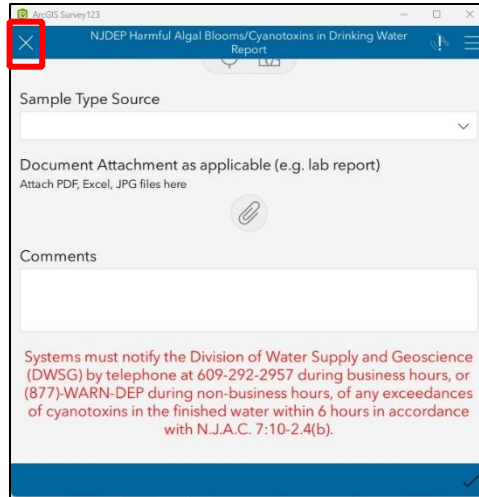 ArcGIS Survey123
NJDEP Harmful Algal Blooms/Cyanotoxins in Drinking Water
Report
Sample Type Source
Document Attachment as applicable (e.g. lab report)
Attach PDF, Excel, JPG files here
Comments
Systems must notify the Division of Water Supply and Geoscience
(DWSG) by telephone at 609-292-2957 during business hours, or
(877)-WARN-DEP during non-business hours, of any exceedances
of cyanotoxins in the finished water within 6 hours in accordance
with N.J.A.C. 7:10-2.4(b).